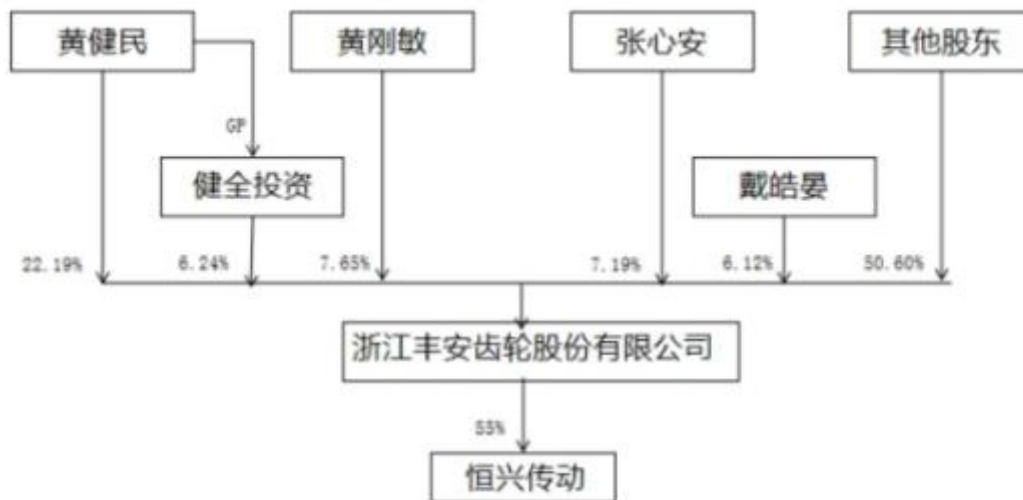 黄健民
黄刚敏
张心安
其他股东
GP
健全投资
戴皓晏
22.19%
6.24%
7.65%
7.19%
6.12%
50.60%
浙江丰安齿轮股份有限公司
55%
恒兴传动